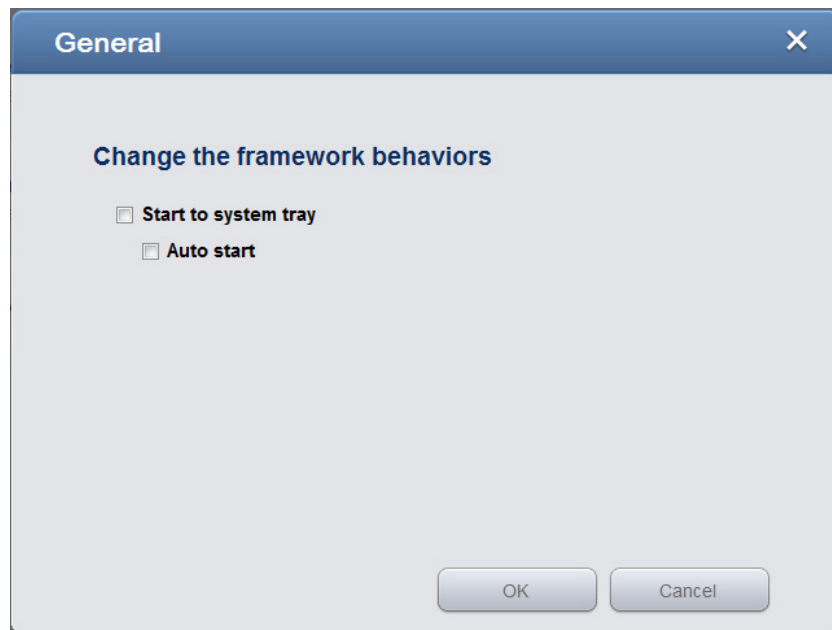 General
Change the framework behaviors
Start to system tray
Auto start
OK Cancel